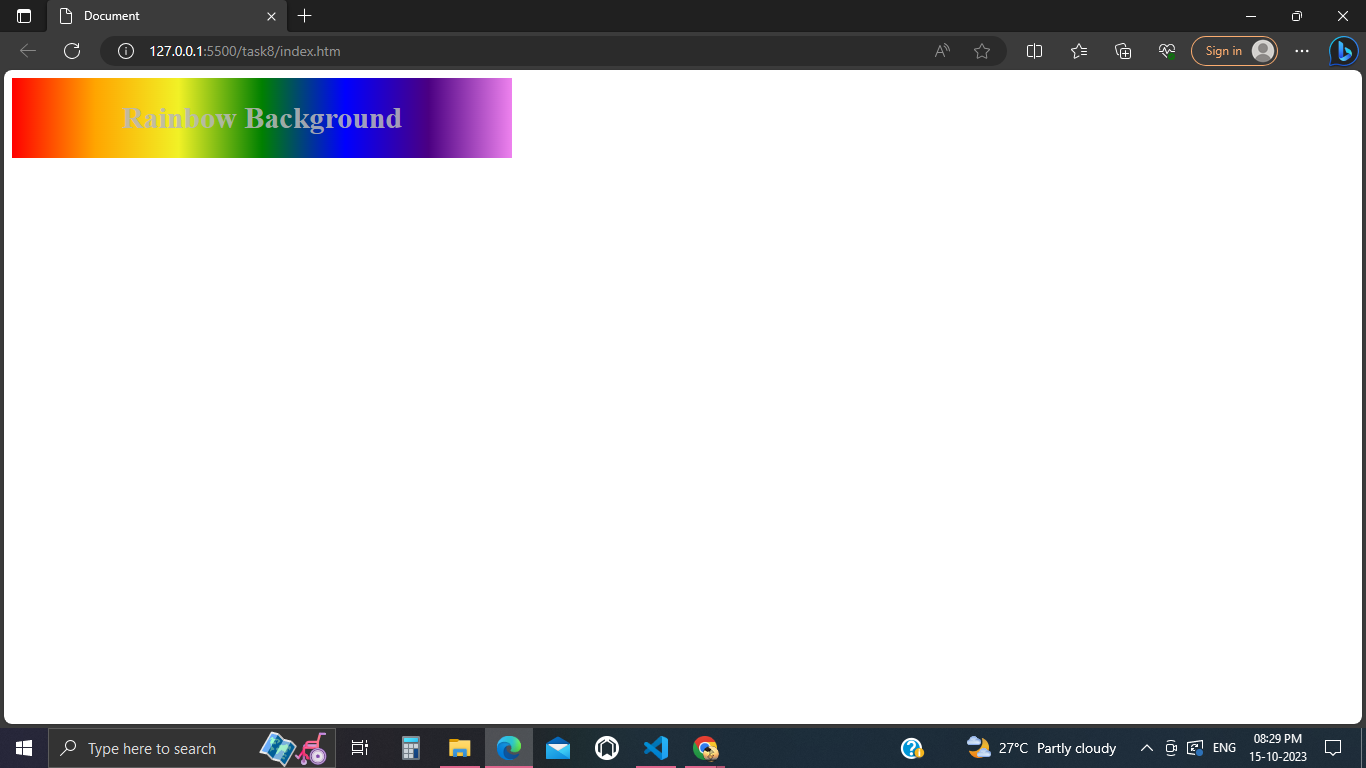 Document
127.0.0.1:5500/task8/index.htm
Sign in
Rainbow Background
Type here to search
27°C Partly cloudy
ENG
08:29 PM
15-10-2023